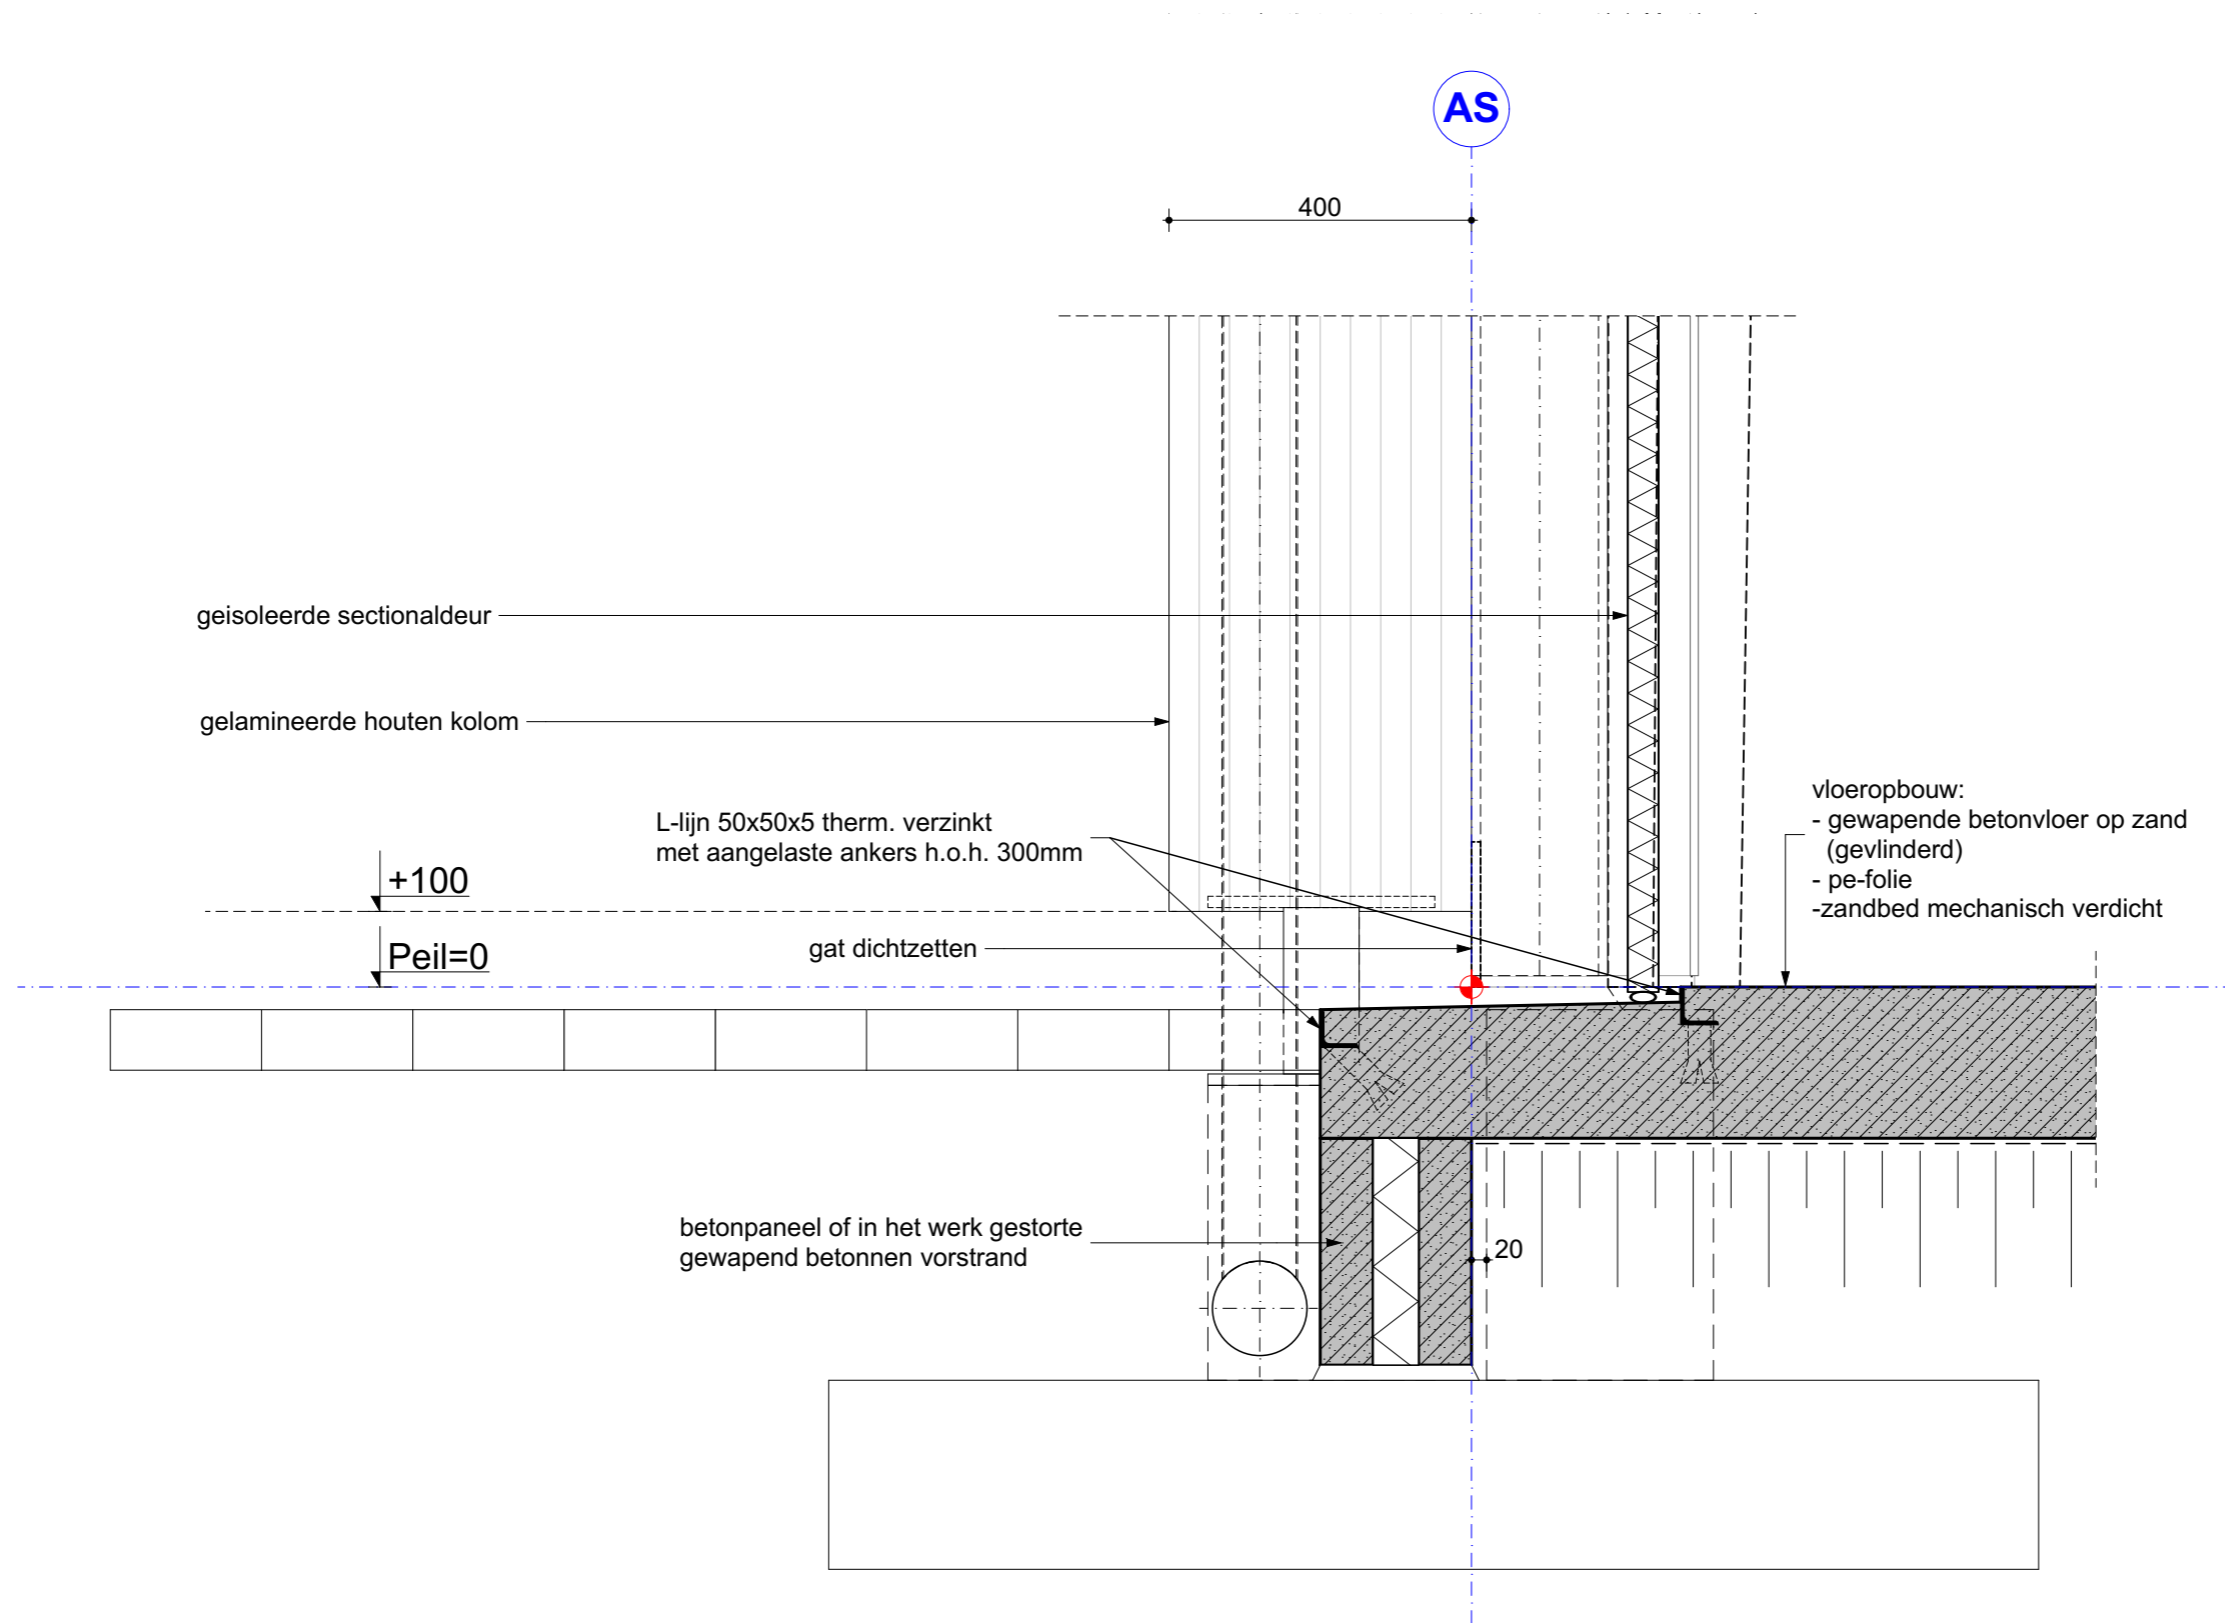 AS
400
geisoleerde sectionaldeur
gelamineerde houten kolom
vloeropbouw:
- gewapende betonvloer op zand
(gevlinderd)
- pe-folie
-zandbed mechanisch verdicht
L-lijn 50x50x5 therm. verzinkt
met aangelaste ankers h.o.h. 300mm
+100
gat dichtzetten
Peil=0
betonpaneel of in het werk gestorte
gewapend betonnen vorstrand
20